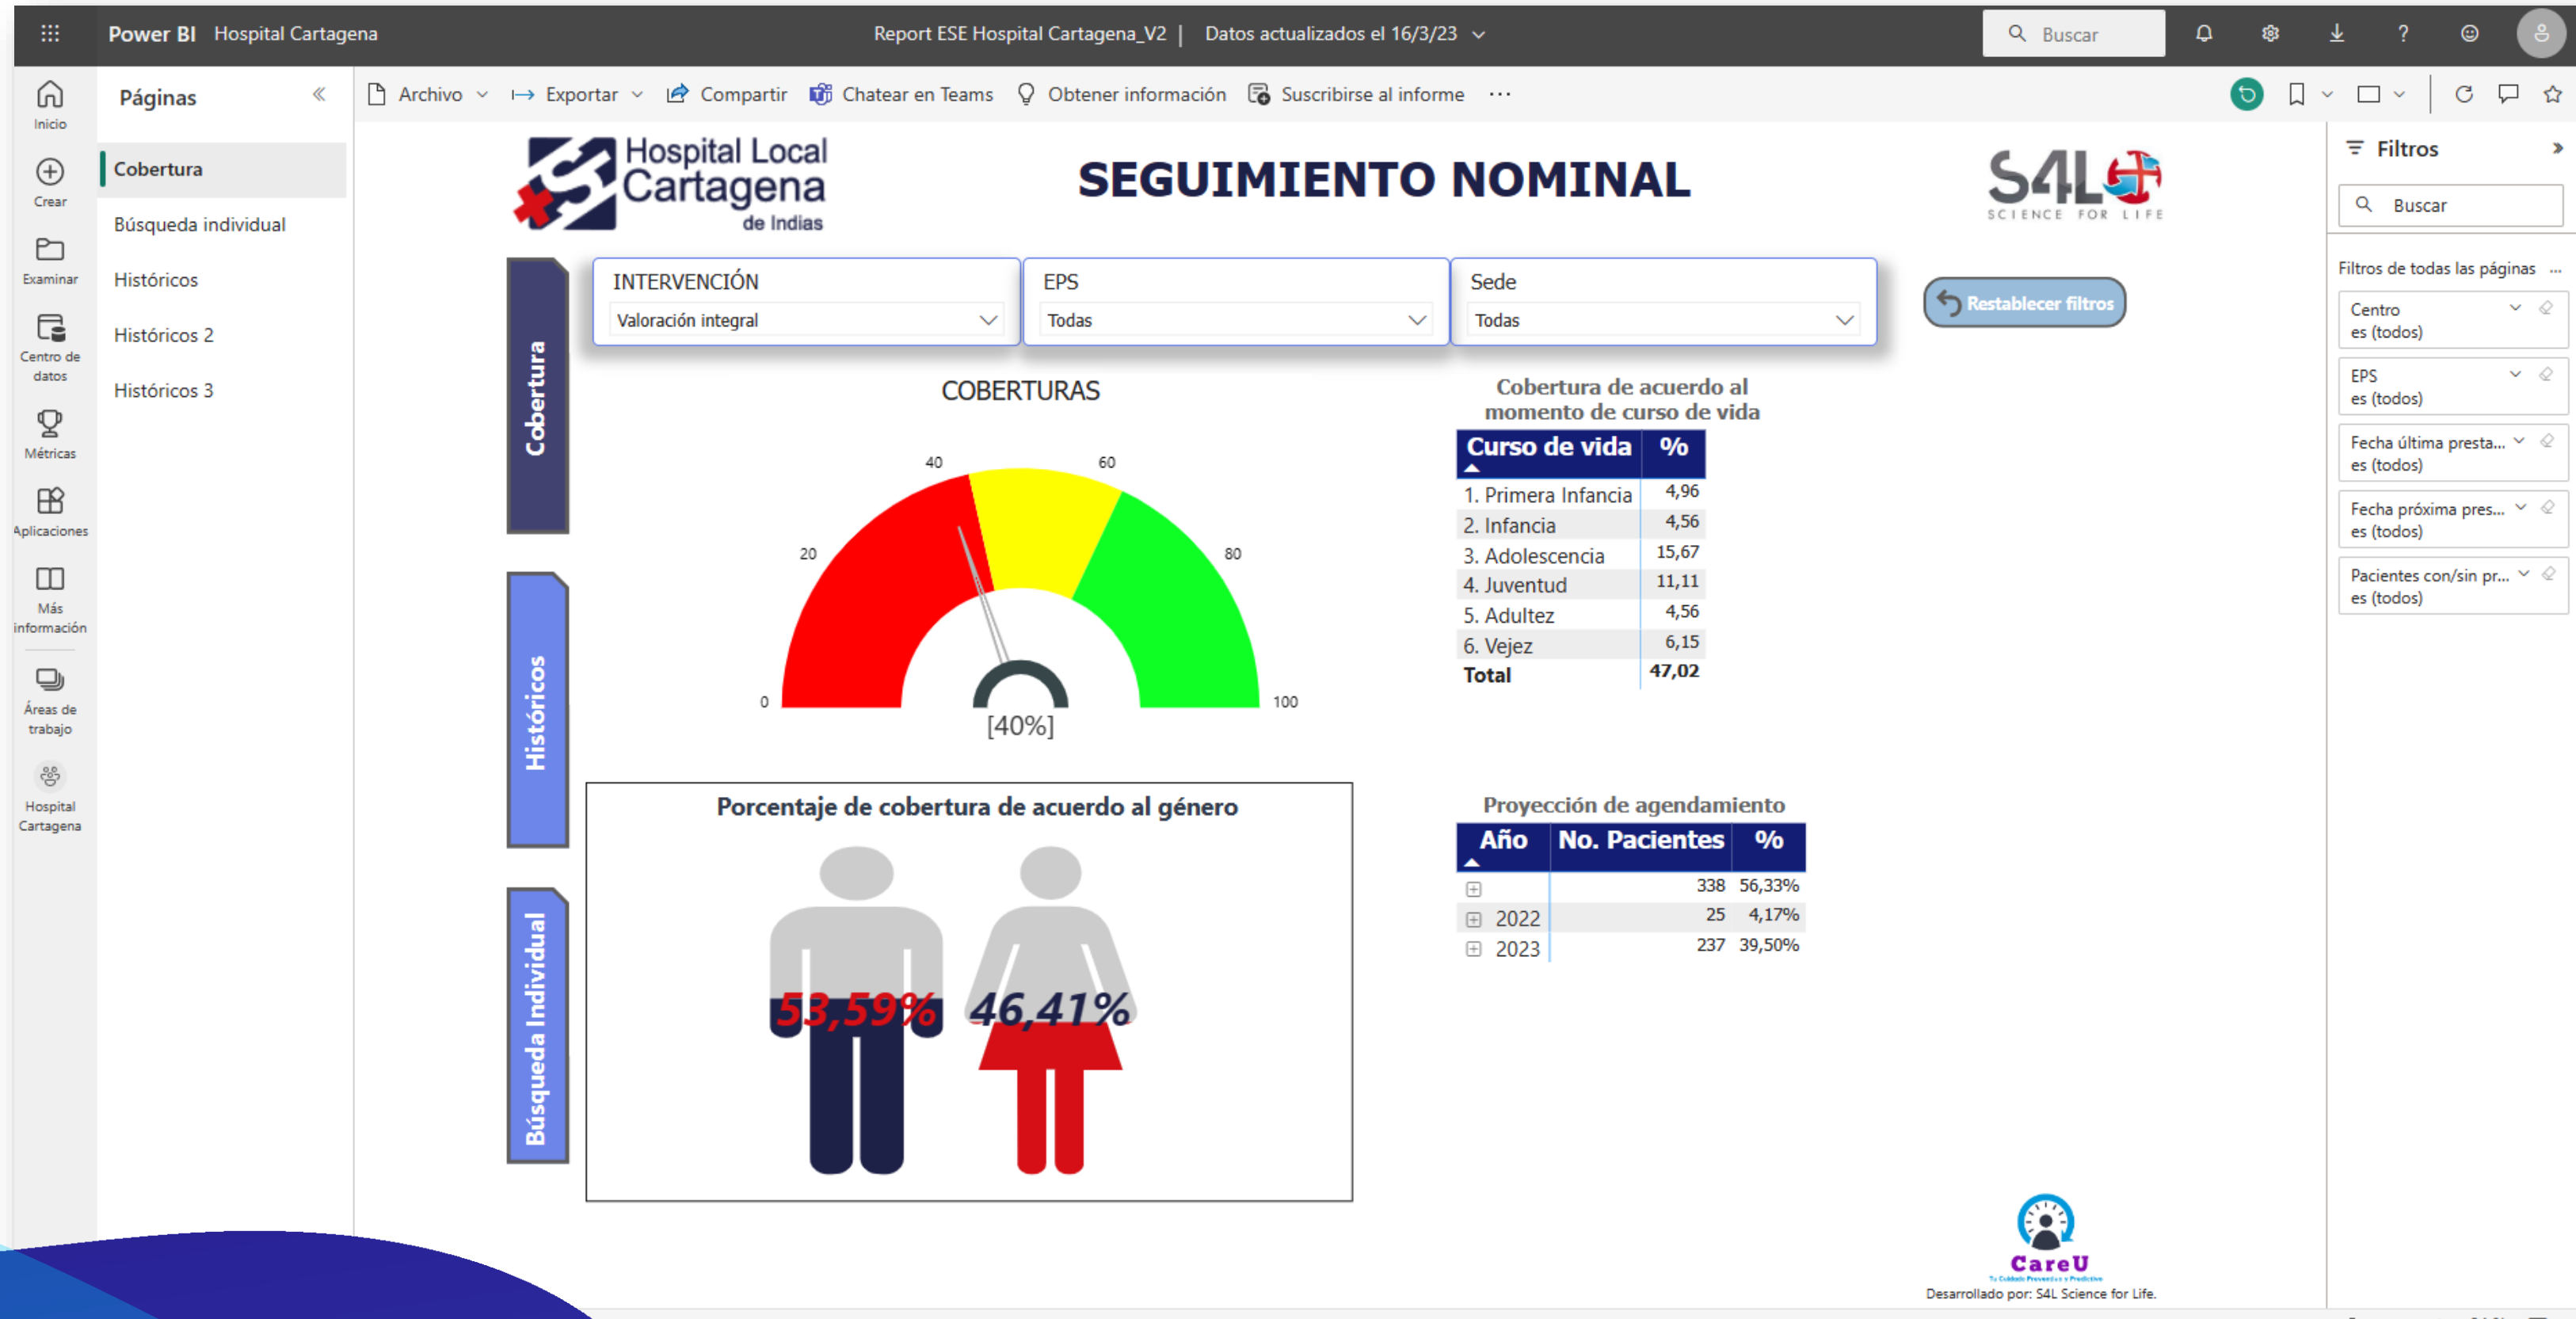 Power BI Hospital Cartagena
Report ESE Hospital Cartagena_V2 | Datos actualizados el 16/3/23
Buscar
?
Inicio
Crear
Examinar
Centro de
datos
Métricas
Aplicaciones
Más
información
Áreas de
trabajo
Hospital
Cartagena
Páginas
Cobertura
Búsqueda individual
Históricos
Históricos 2
Históricos 3
Archivo
Exportar
Compartir
Chatear en Teams
Obtener información
Suscribirse al informe
...
Hospital Local
Cartagena
de Indias
SEGUIMIENTO NOMINAL
S4L
SCIENCE FOR LIFE
Cobertura
Históricos
Búsqueda Individual
INTERVENCIÓN
Valoración integral
EPS
Todas
Sede
Todas
Restablecer filtros
COBERTURAS
0
20
40
60
80
100
[40%]
Cobertura de acuerdo al
momento de curso de vida
Curso de vida %
1. Primera Infancia 4,96
2. Infancia 4,56
3. Adolescencia 15,67
4. Juventud 11,11
5. Adultez 4,56
6. Vejez 6,15
Total 47,02
Porcentaje de cobertura de acuerdo al género
53,59%
46,41%
Proyección de agendamiento
Año No. Pacientes %
338 56,33%
2022 25 4,17%
2023 237 39,50%
CareU
Tu Cuidado Preventivo y Predictivo
Desarrollado por: S4L Science for Life.
Filtros
Buscar
Filtros de todas las páginas ...
Centro
es (todos)
EPS
es (todos)
Fecha última presta...
es (todos)
Fecha próxima pres...
es (todos)
Pacientes con/sin pr...
es (todos)